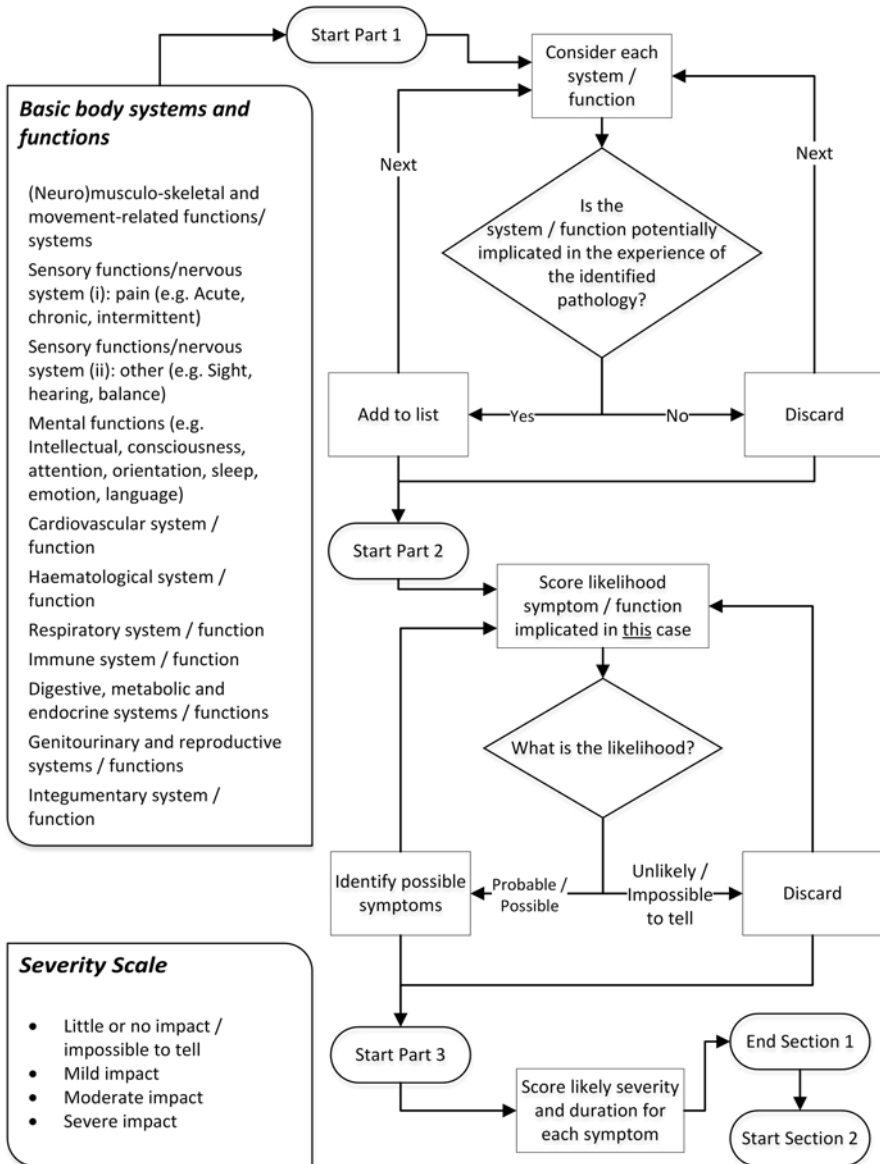 Start Part 1
Consider each
system /
function
Basic body systems and
functions
(Neuro)musculo-skeletal and
movement-related functions/
systems
Sensory functions/nervous
system (i): pain (e.g. Acute,
chronic, intermittent)
Sensory functions/nervous
system (ii): other (e.g. Sight,
hearing, balance)
Mental functions (e.g.
Intellectual, consciousness,
attention, orientation, sleep,
emotion, language)
Cardiovascular system /
function
Haematological system /
function
Respiratory system / function
Immune system / function
Digestive, metabolic and
endocrine systems / functions
Genitourinary and reproductive
systems / functions
Integumentary system /
function
Next
Next
Is the
system / function potentially
implicated in the experience of
the identified
pathology?
Add to list
Yes
No
Discard
Start Part 2
Score likelihood
symptom / function
implicated in this case
What is the likelihood?
Identify possible
symptoms
Probable /
Possible
Unlikely /
Impossible
to tell
Discard
Severity Scale
• Little or no impact /
impossible to tell
• Mild impact
• Moderate impact
• Severe impact
Start Part 3
Score likely severity
and duration for
each symptom
End Section 1
Start Section 2